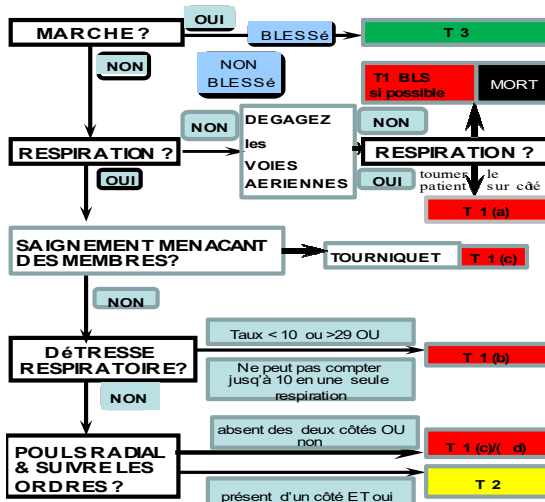 MARCHE ?
OUI
BLESSé
T 3
NON
NON
BLESSé
T1 BLS
si possible
MORT
NON
DEGAGEZ
les
VOIES
AERIENNES
NON
RESPIRATION ?
RESPIRATION ?
OUI
OUI
tourner le
patient sur côté
T 1 (a)
SAIGNEMENT MENACANT
DES MEMBRES?
TOURNIQUET
T 1 (c)
NON
Taux < 10 ou >29 OU
DéTRESSE
RESPIRATOIRE?
T 1 (b)
Ne peut pas compter
jusqu'à 10 en une seule
respiration
NON
absent des deux côtés OU
non
POULS RADIAL
& SUIVRE LES
ORDRES ?
T 1 (c)/( d)
T 2
présent d'un côté ET oui